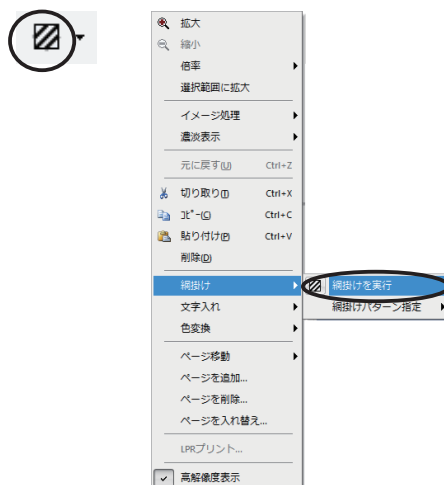 拡大
縮小
倍率
選択範囲に拡大
イメージ処理
濃淡表示
元に戻す(U) Ctrl+Z
切り取り(T) Ctrl+X
ｺﾋﾟｰ(C) Ctrl+C
貼り付け(P) Ctrl+V
削除(D)
網掛け 網掛けを実行
文字入れ 網掛けパターン指定
色変換
ページ移動
ページを追加...
ページを削除...
ページを入れ替え...
LPRプリント...
高解像度表示